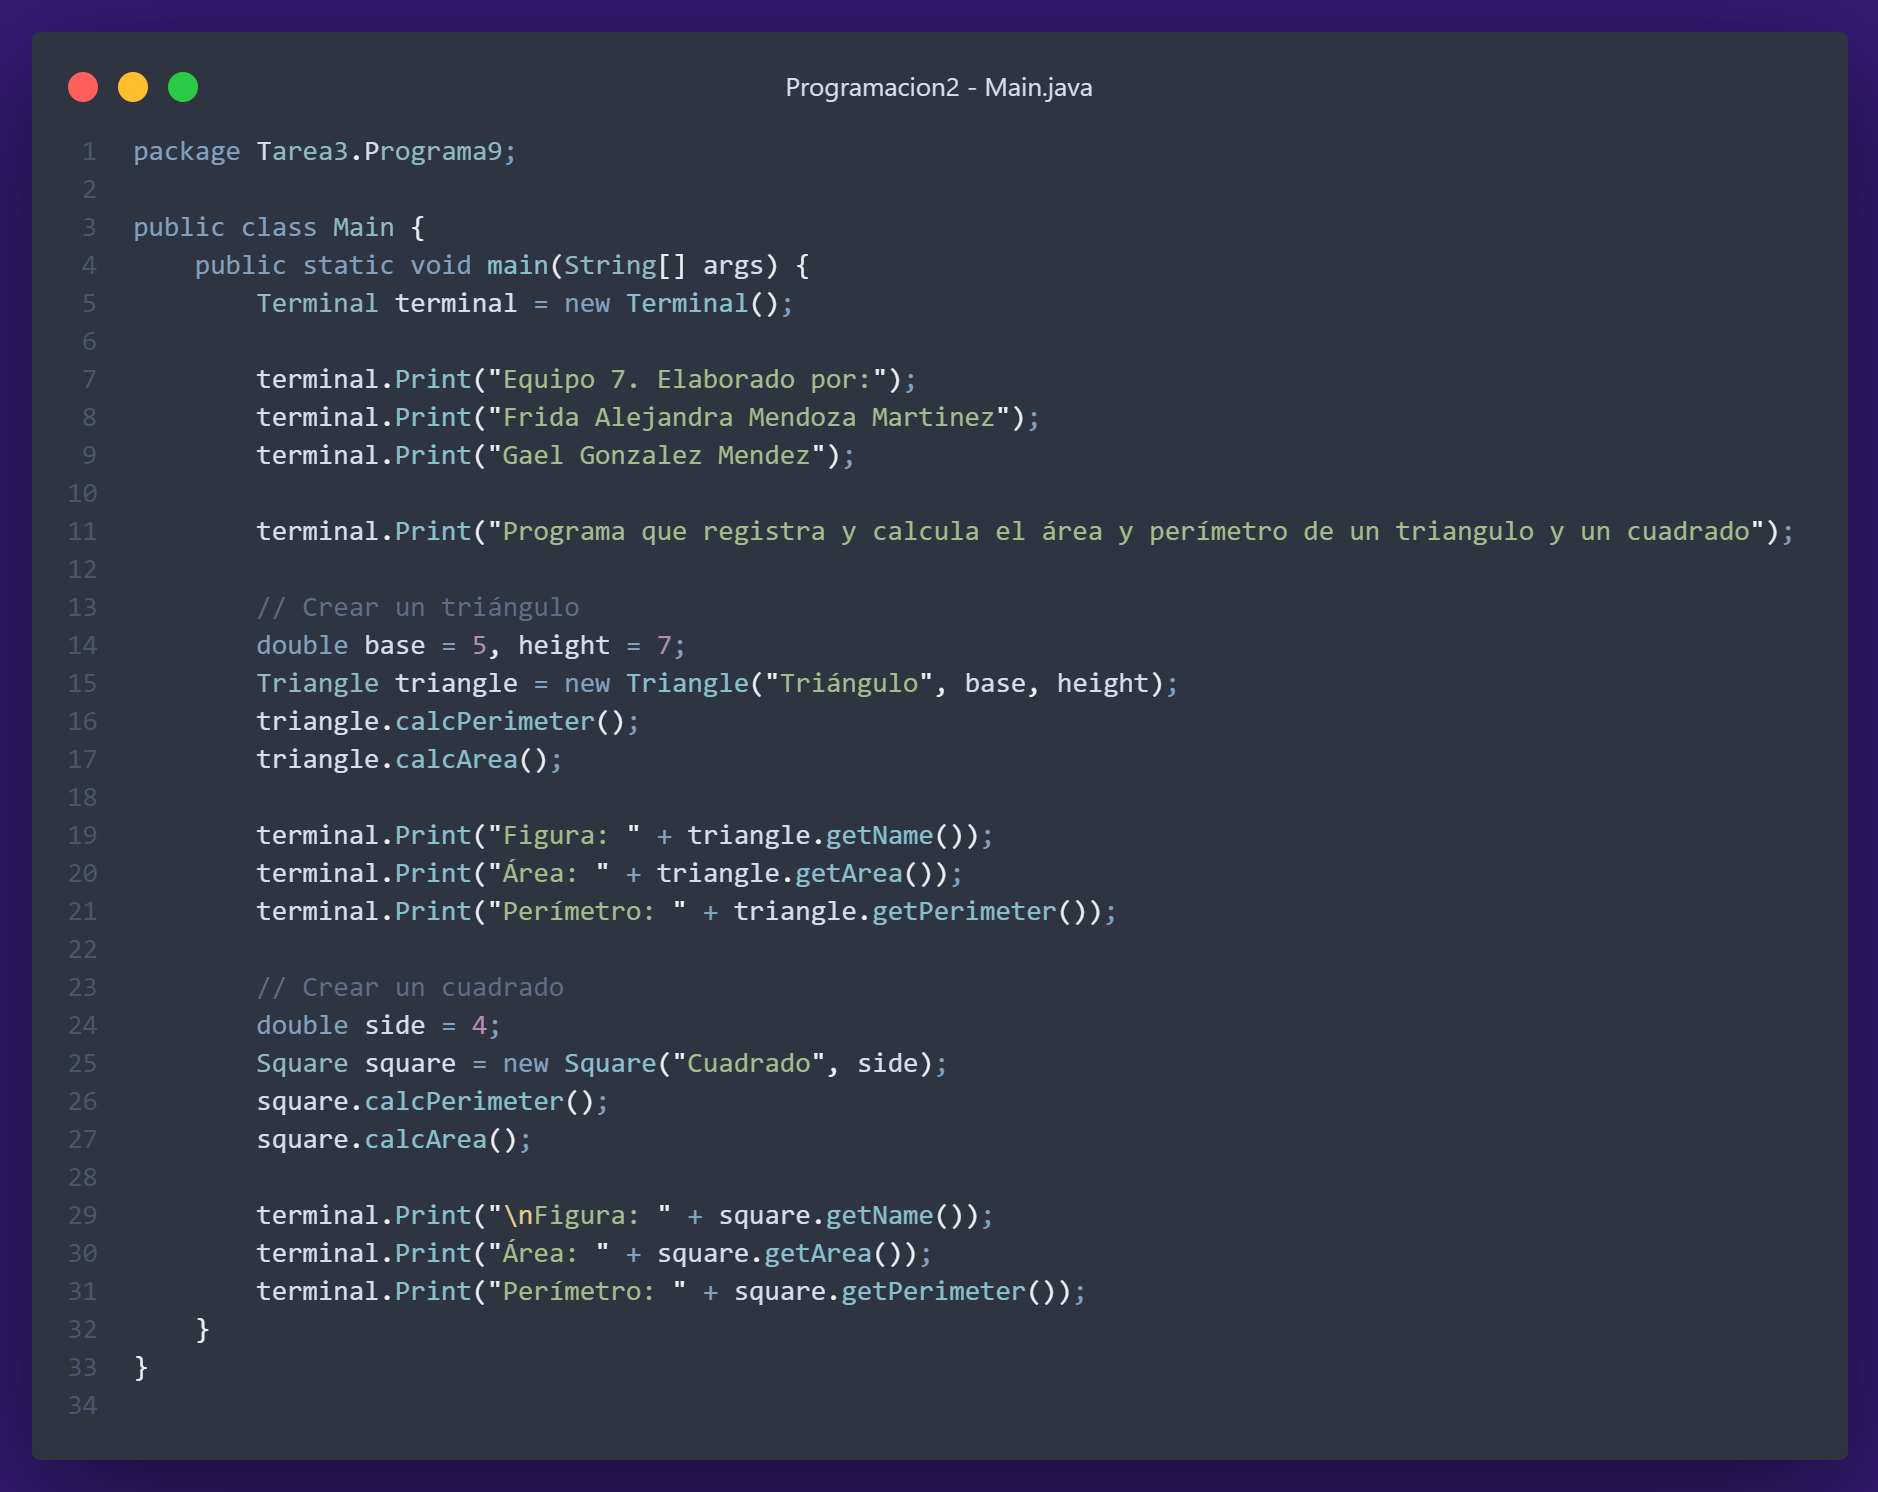 Programacion2 - Main.java
1 package Tarea3.Programa9;
2
3 public class Main {
4     public static void main(String[] args) {
5         Terminal terminal = new Terminal();
6
7         terminal.Print("Equipo 7. Elaborado por:");
8         terminal.Print("Frida Alejandra Mendoza Martinez");
9         terminal.Print("Gael Gonzalez Mendez");
10
11         terminal.Print("Programa que registra y calcula el área y perímetro de un triangulo y un cuadrado");
12
13         // Crear un triángulo
14         double base = 5, height = 7;
15         Triangle triangle = new Triangle("Triángulo", base, height);
16         triangle.calcPerimeter();
17         triangle.calcArea();
18
19         terminal.Print("Figura: " + triangle.getName());
20         terminal.Print("Área: " + triangle.getArea());
21         terminal.Print("Perímetro: " + triangle.getPerimeter());
22
23         // Crear un cuadrado
24         double side = 4;
25         Square square = new Square("Cuadrado", side);
26         square.calcPerimeter();
27         square.calcArea();
28
29         terminal.Print("\nFigura: " + square.getName());
30         terminal.Print("Área: " + square.getArea());
31         terminal.Print("Perímetro: " + square.getPerimeter());
32     }
33 }
34